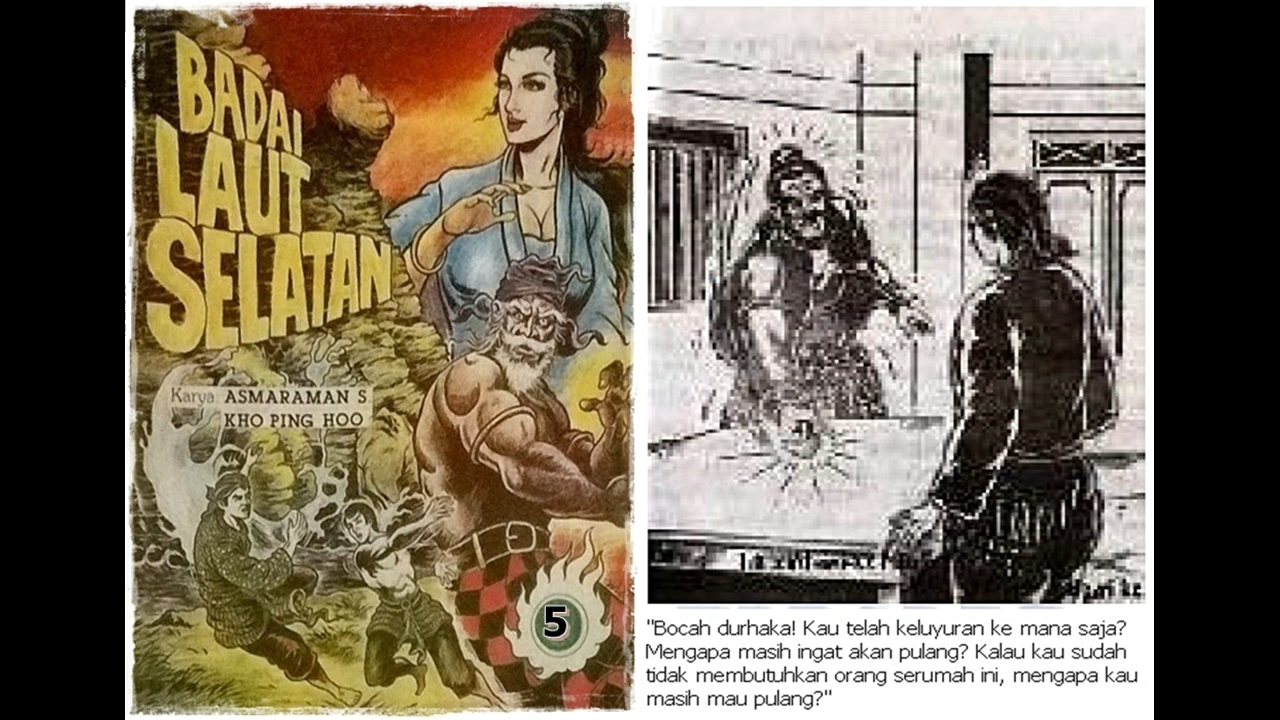 BADAI
LAUT
SELATAN
Karya: ASMARAMAN S
KHO PING HOO
5
"Bocah durhaka! Kau telah keluyuran ke mana saja?
Mengapa masih ingat akan pulang? Kalau kau sudah
tidak membutuhkan orang serumah ini, mengapa kau
masih mau pulang?"